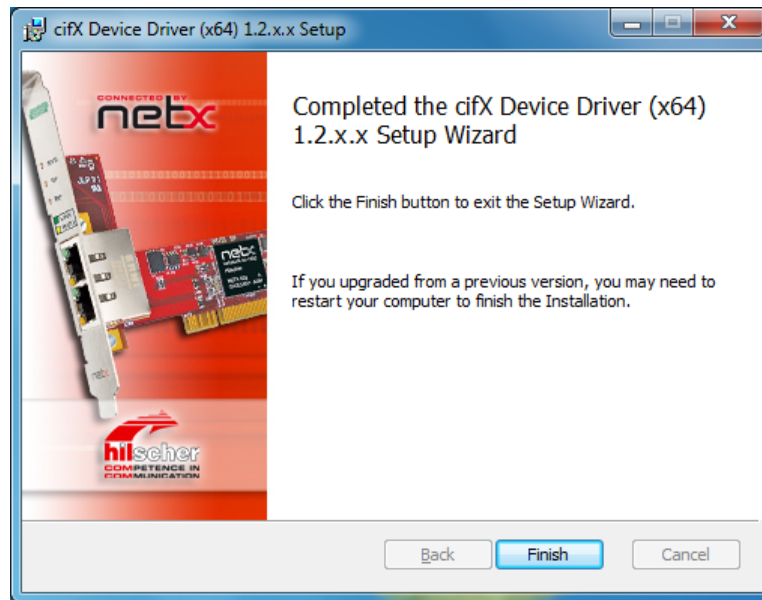 cifX Device Driver (x64) 1.2.x.x Setup
CONNECTED BY
netx
Completed the cifX Device Driver (x64)
1.2.x.x Setup Wizard
Click the Finish button to exit the Setup Wizard.
If you upgraded from a previous version, you may need to
restart your computer to finish the Installation.
netx
hilscher
COMPETENCE IN
COMMUNICATION
Back
Finish
Cancel